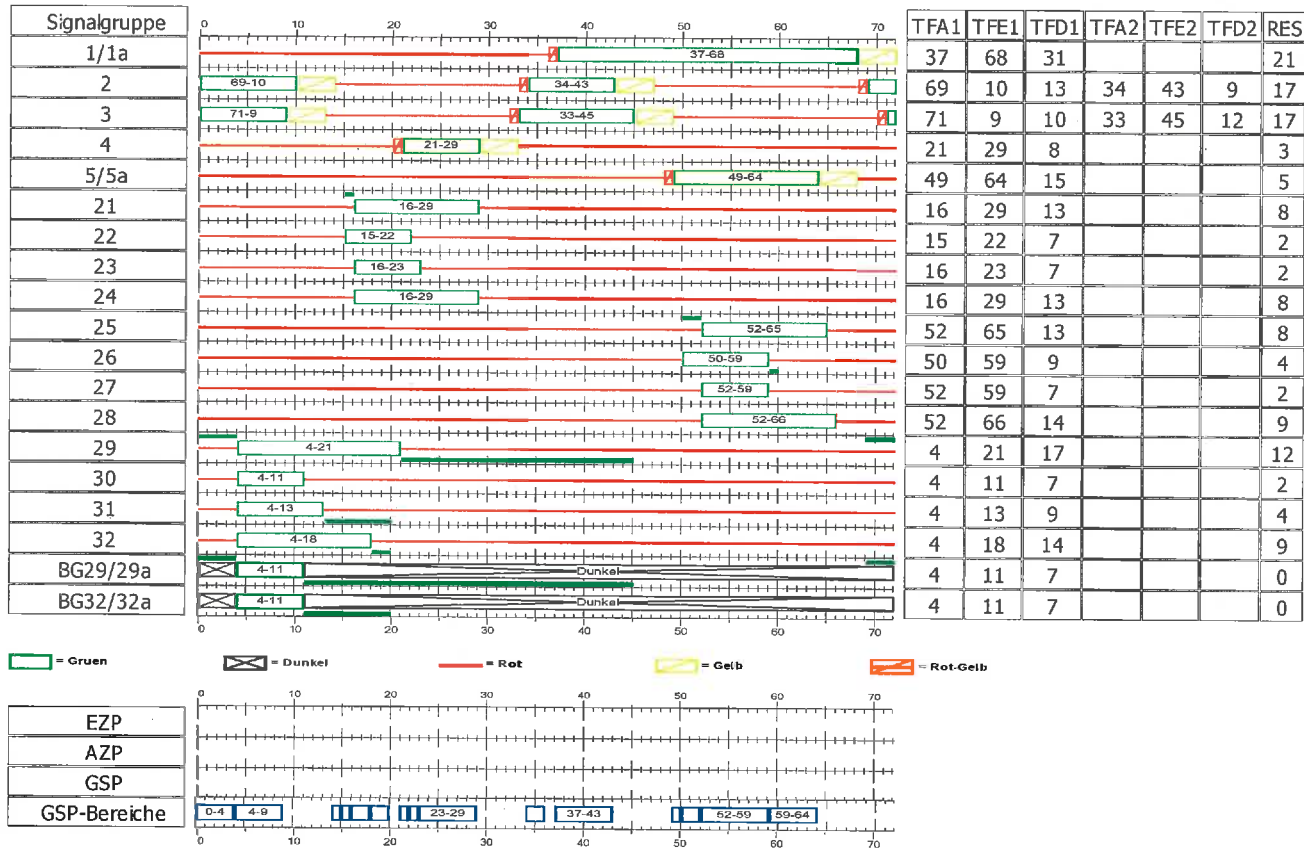 Signalgruppe 0 10 20 30 40 50 60 70 TFA1 TFE1 TFD1 TFA2 TFE2 TFD2 RES
1/1a 37-68 37 68 31 21
2 69-10 34-43 69 10 13 34 43 9 17
3 71-9 33-45 71 9 10 33 45 12 17
4 21-29 21 29 8 3
5/5a 49-64 49 64 15 5
21 16-29 16 29 13 8
22 15-22 15 22 7 2
23 16-23 16 23 7 2
24 16-29 16 29 13 8
25 52-65 52 65 13 8
26 50-59 50 59 9 4
27 52-59 52 59 7 2
28 52-66 52 66 14 9
29 4-21 4 21 17 12
30 4-11 4 11 7 2
31 4-13 4 13 9 4
32 4-18 4 18 14 9
BG29/29a 4-11 Dunkel 4 11 7 0
BG32/32a 4-11 Dunkel 4 11 7 0
0 10 20 30 40 50 60 70
= Gruen = Dunkel = Rot = Gelb = Rot-Gelb
0 10 20 30 40 50 60 70
EZP
AZP
GSP
GSP-Bereiche 0-4 4-9 23-29 37-43 52-59 59-64
0 10 20 30 40 50 60 70